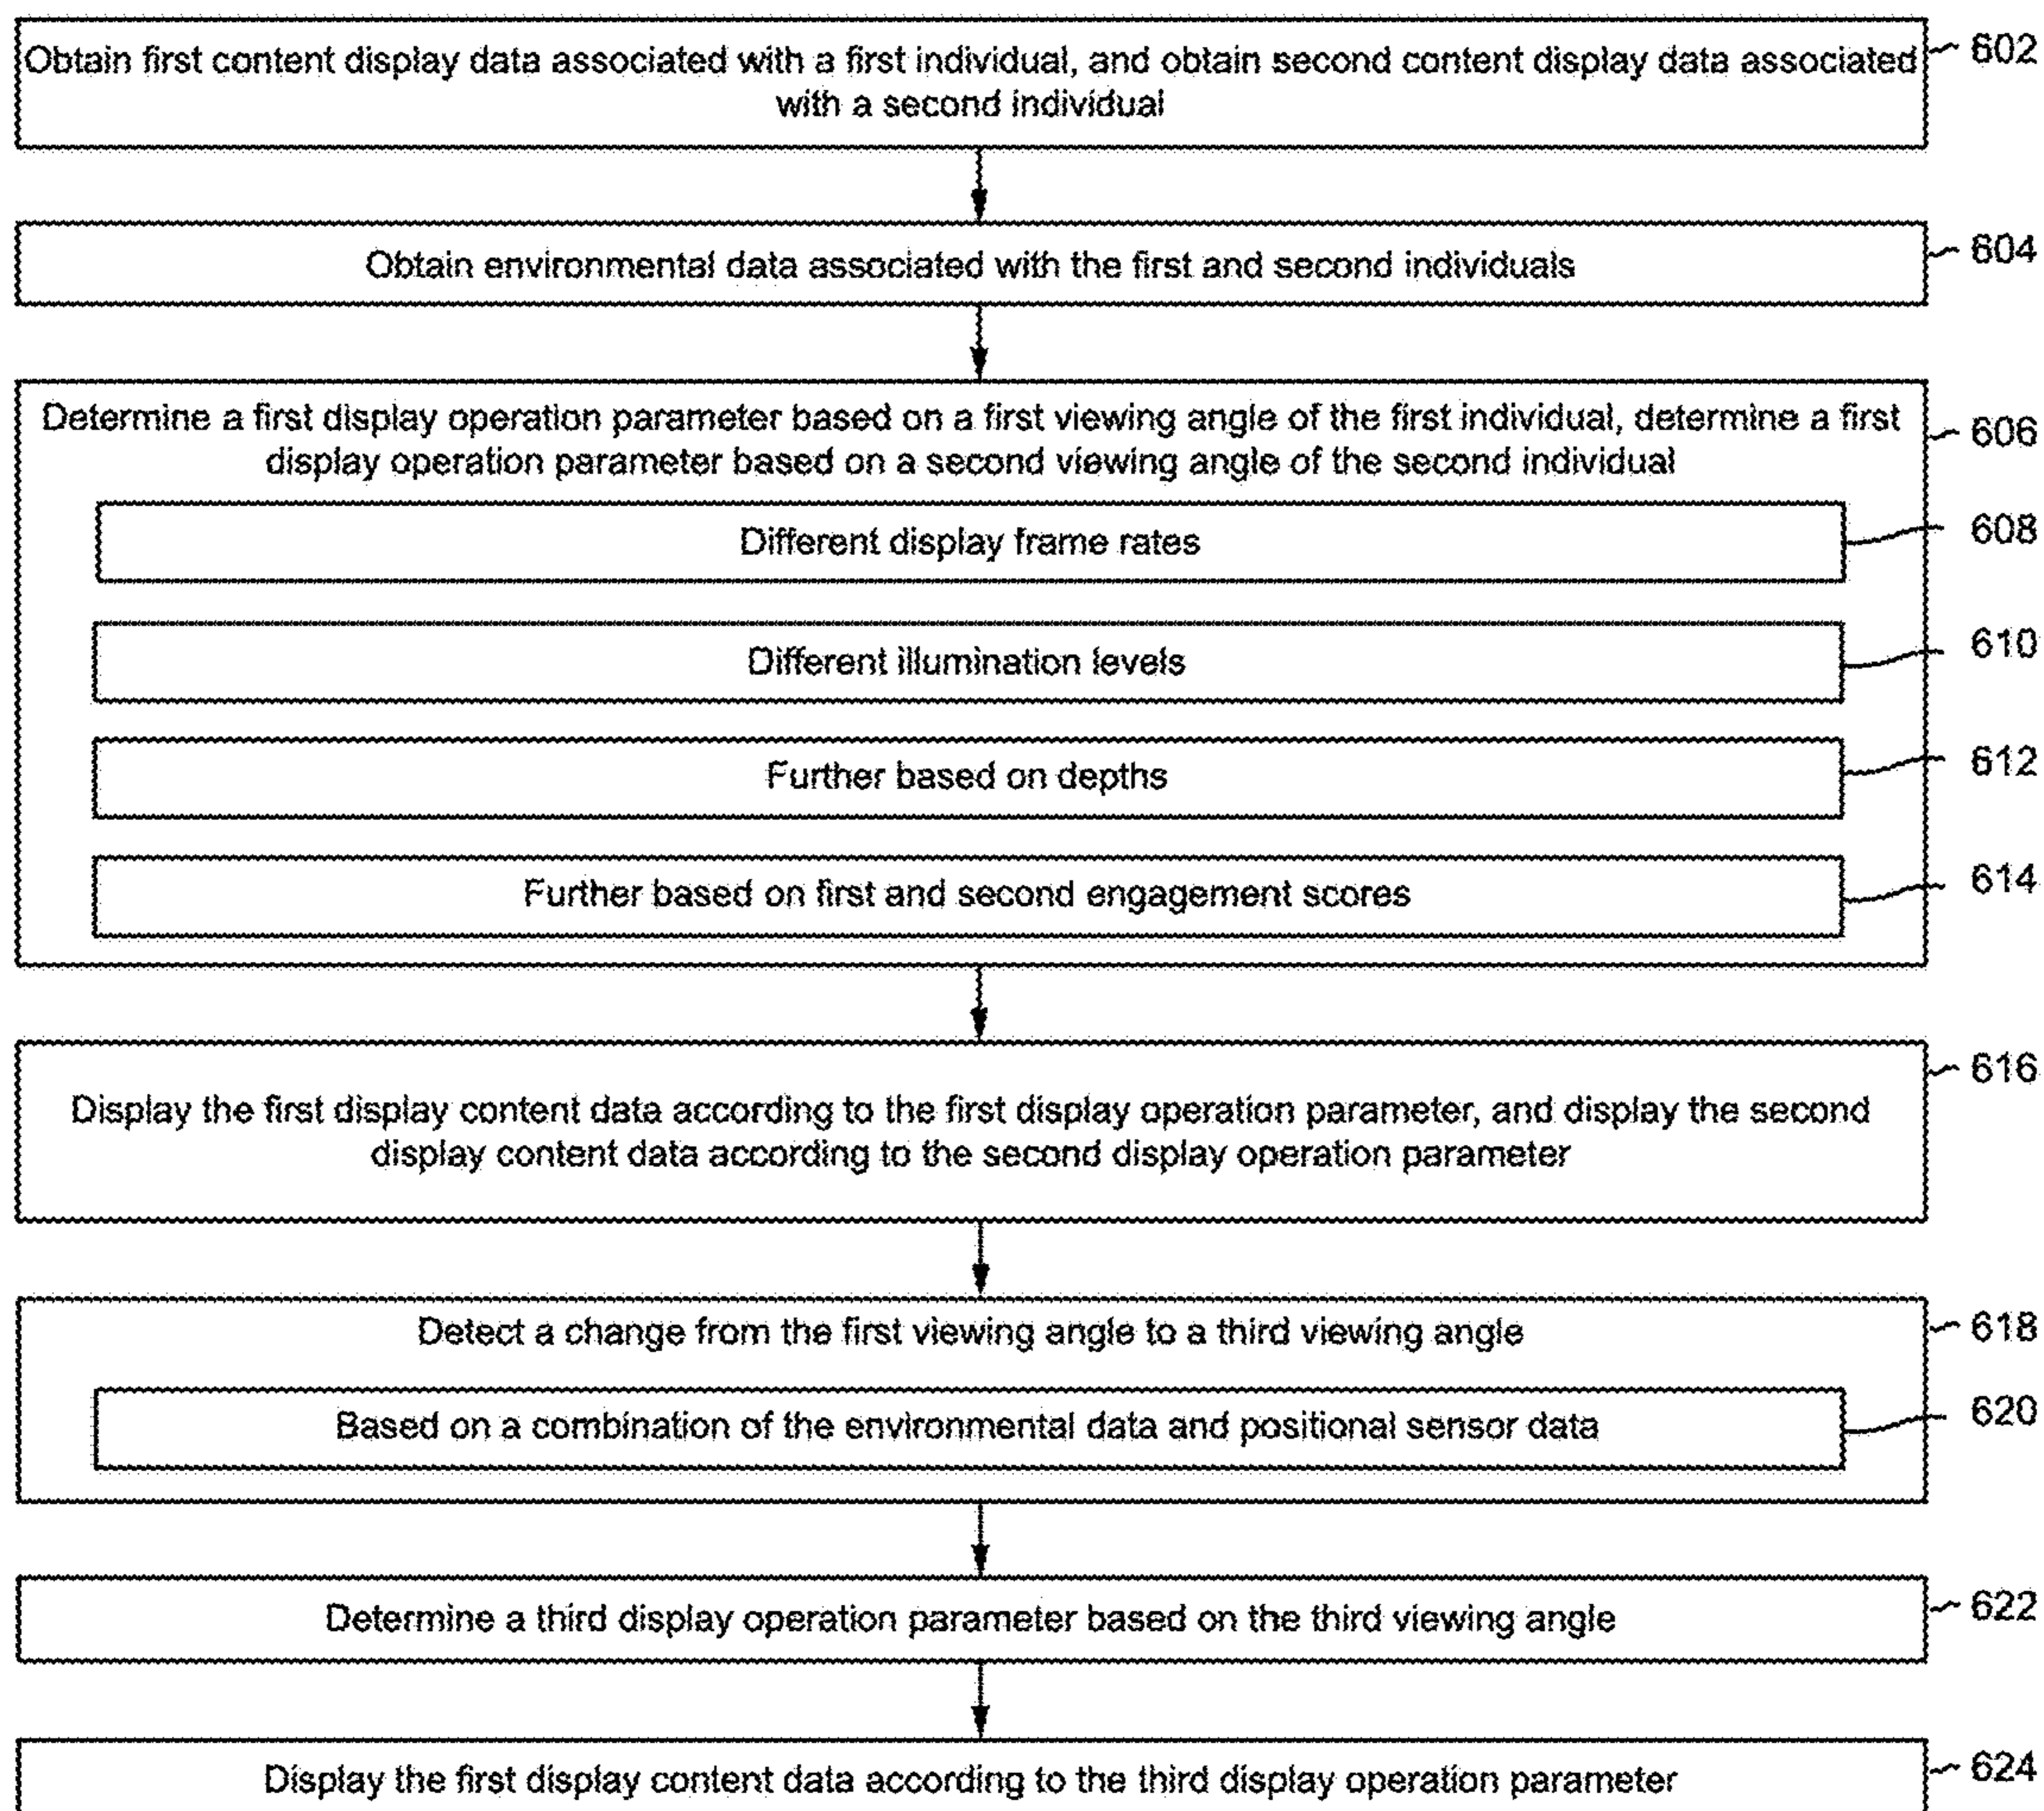 Obtain first content display data associated with a first individual, and obtain second content display data associated
with a second individual
602
Obtain environmental data associated with the first and second individuals
604
Determine a first display operation parameter based on a first viewing angle of the first individual, determine a first
display operation parameter based on a second viewing angle of the second individual
606
Different display frame rates
608
Different illumination levels
610
Further based on depths
612
Further based on first and second engagement scores
614
Display the first display content data according to the first display operation parameter, and display the second
display content data according to the second display operation parameter
616
Detect a change from the first viewing angle to a third viewing angle
618
Based on a combination of the environmental data and positional sensor data
620
Determine a third display operation parameter based on the third viewing angle
622
Display the first display content data according to the third display operation parameter
624